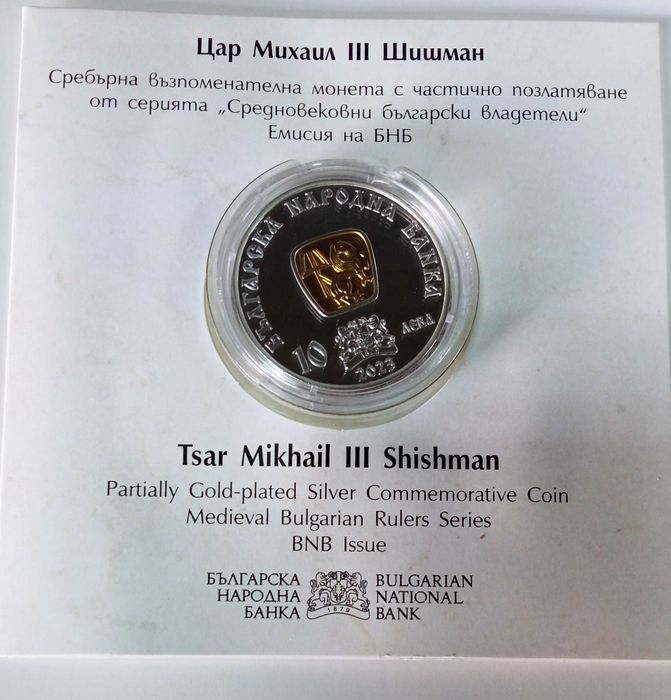 Цар Михаил III Шишман
Сребърна възпоменателна монета с частично позлатяване
от серията „Средновековни български владетели“
Емисия на БНБ
БЪЛГАРСКА НАРОДНА БАНКА
10
ЛЕВА
2023
Tsar Mikhail III Shishman
Partially Gold-plated Silver Commemorative Coin
Medieval Bulgarian Rulers Series
BNB Issue
БЪЛГАРСКА
НАРОДНА
БАНКА
1879
BULGARIAN
NATIONAL
BANK